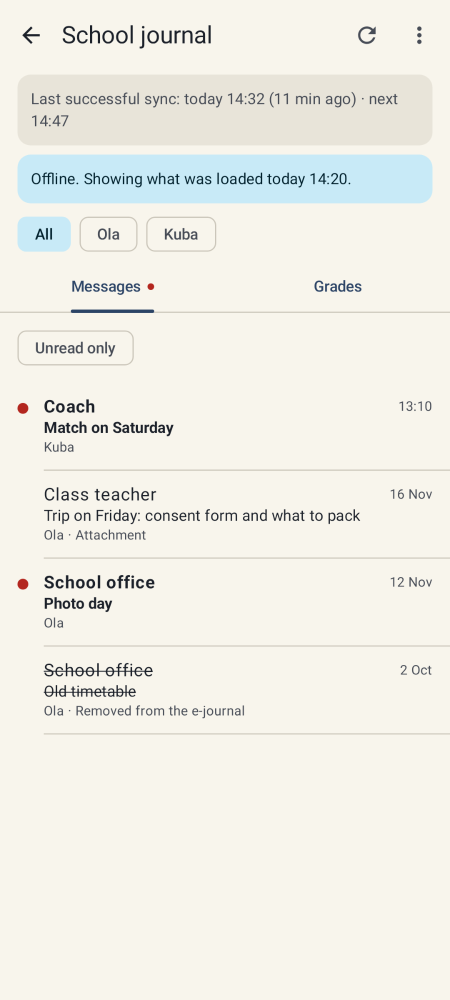 School journal
Last successful sync: today 14:32 (11 min ago) · next
14:47
Offline. Showing what was loaded today 14:20.
All
Ola
Kuba
Messages
Grades
Unread only
Coach
13:10
Match on Saturday
Kuba
Class teacher
16 Nov
Trip on Friday: consent form and what to pack
Ola · Attachment
School office
12 Nov
Photo day
Ola
School office
2 Oct
Old timetable
Ola · Removed from the e-journal